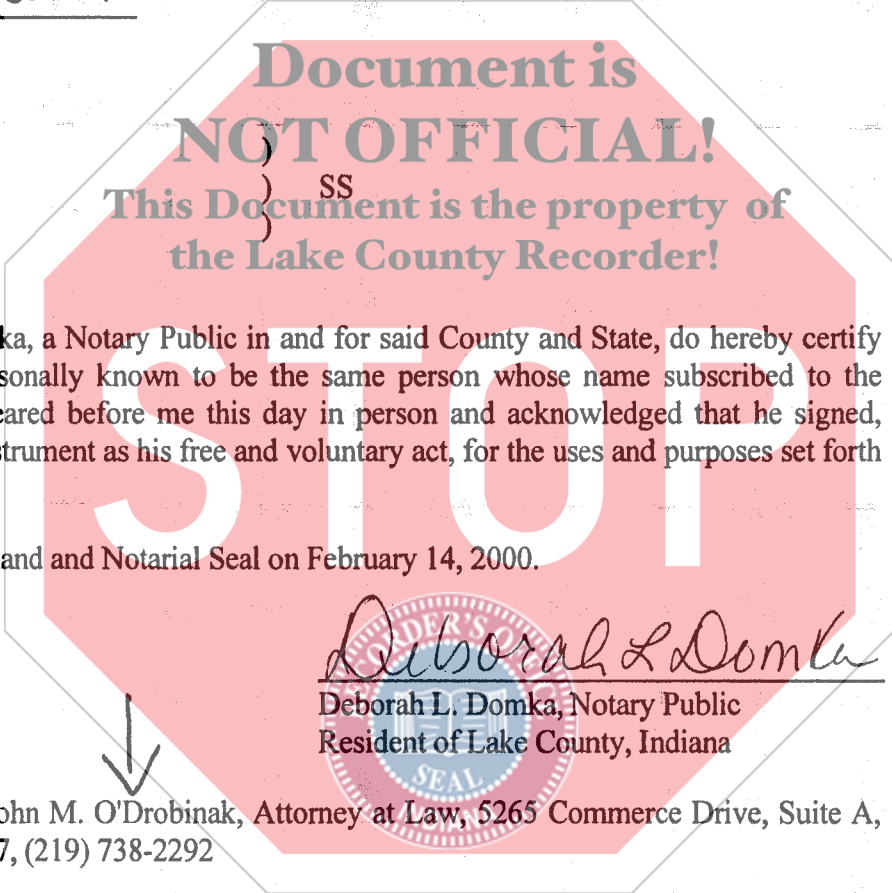 Document is
NOT OFFICIAL!
)
) SS
)
This Document is the property of
the Lake County Recorder!
STOP
ka, a Notary Public in and for said County and State, do hereby certify
sonally known to be the same person whose name subscribed to the
eared before me this day in person and acknowledged that he signed,
strument as his free and voluntary act, for the uses and purposes set forth
and and Notarial Seal on February 14, 2000.
Deborah L Domka
RECORDER'S OFFICE
Deborah L. Domka, Notary Public
Resident of Lake County, Indiana
SEAL
INDIANA
ohn M. O'Drobinak, Attorney at Law, 5265 Commerce Drive, Suite A,
7, (219) 738-2292